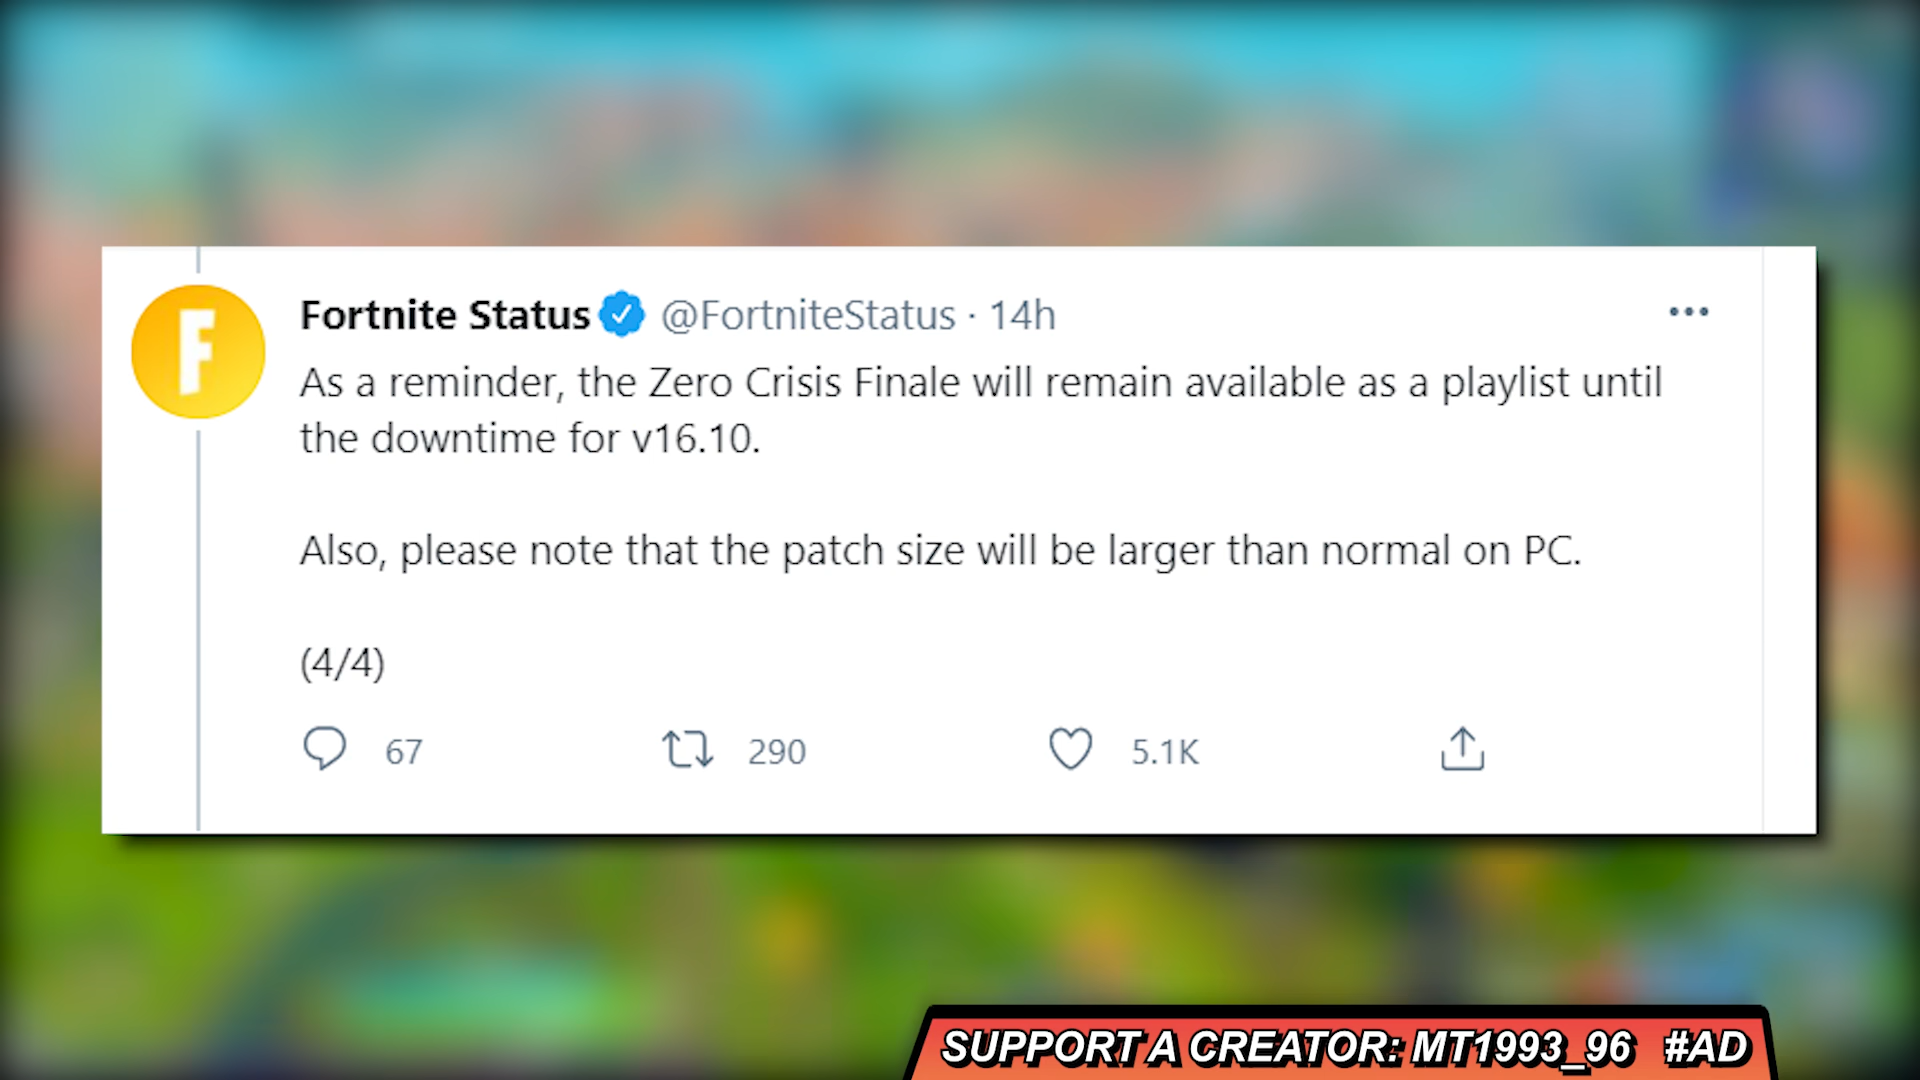 F
Fortnite Status @FortniteStatus · 14h
As a reminder, the Zero Crisis Finale will remain available as a playlist until
the downtime for v16.10.
Also, please note that the patch size will be larger than normal on PC.
(4/4)
67 290 5.1K
SUPPORT A CREATOR: MT1993_96 #AD